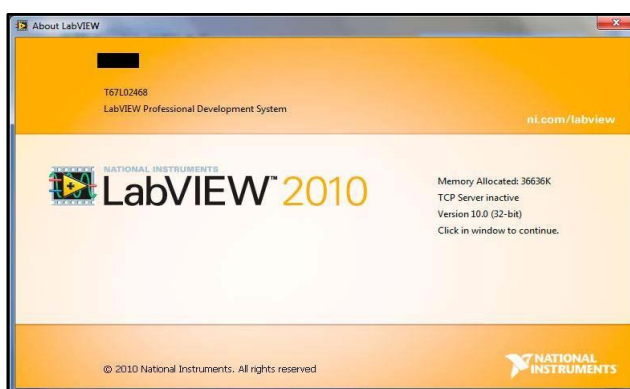 About LabVIEW
T67L02468
LabVIEW Professional Development System
ni.com/labview
NATIONAL INSTRUMENTS
LabVIEW™ 2010
Memory Allocated: 36636K
TCP Server inactive
Version 10.0 (32-bit)
Click in window to continue.
© 2010 National Instruments. All rights reserved
NATIONAL
INSTRUMENTS